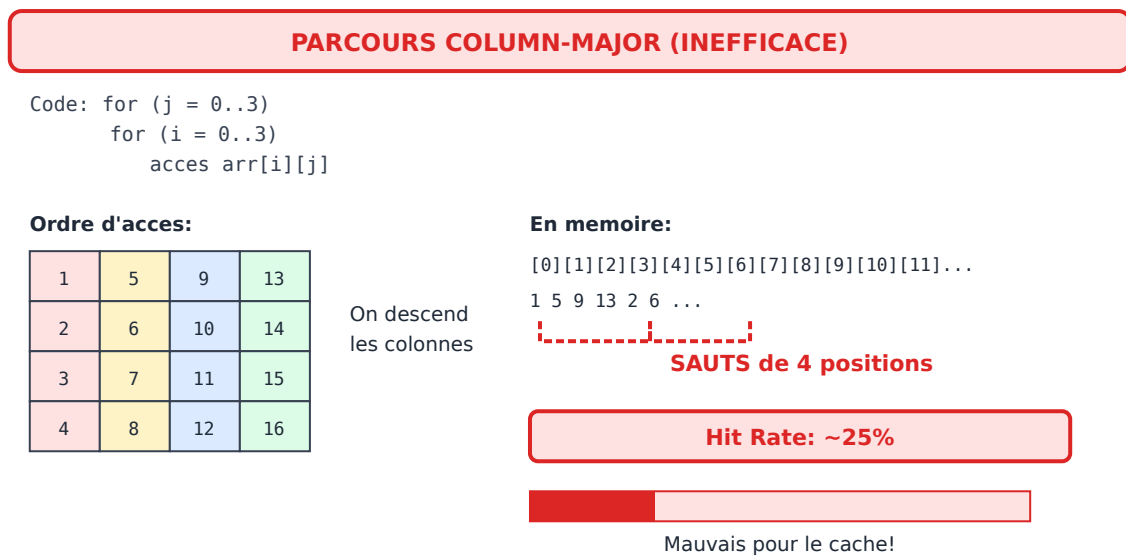 PARCOURS COLUMN-MAJOR (INEFFICACE)
Code: for (j = 0..3)
for (i = 0..3)
acces arr[i][j]
Ordre d'acces:
1 5 9 13
2 6 10 14
3 7 11 15
4 8 12 16
On descend
les colonnes
En memoire:
[0][1][2][3][4][5][6][7][8][9][10][11]...
1 5 9 13 2 6 ...
SAUTS de 4 positions
Hit Rate: ~25%
Mauvais pour le cache!